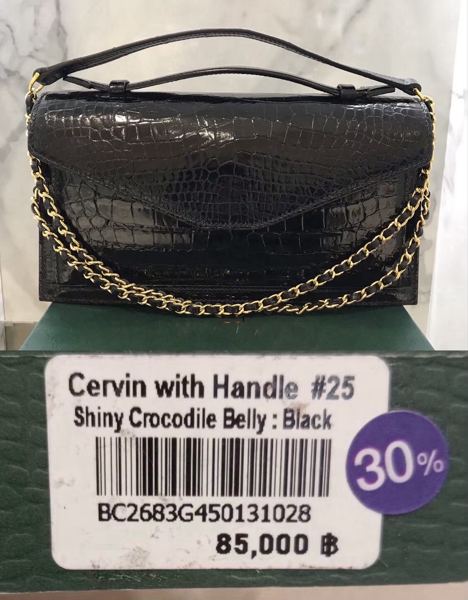 Cervin with Handle #25
Shiny Crocodile Belly : Black
30%
BC2683G450131028
85,000 ฿